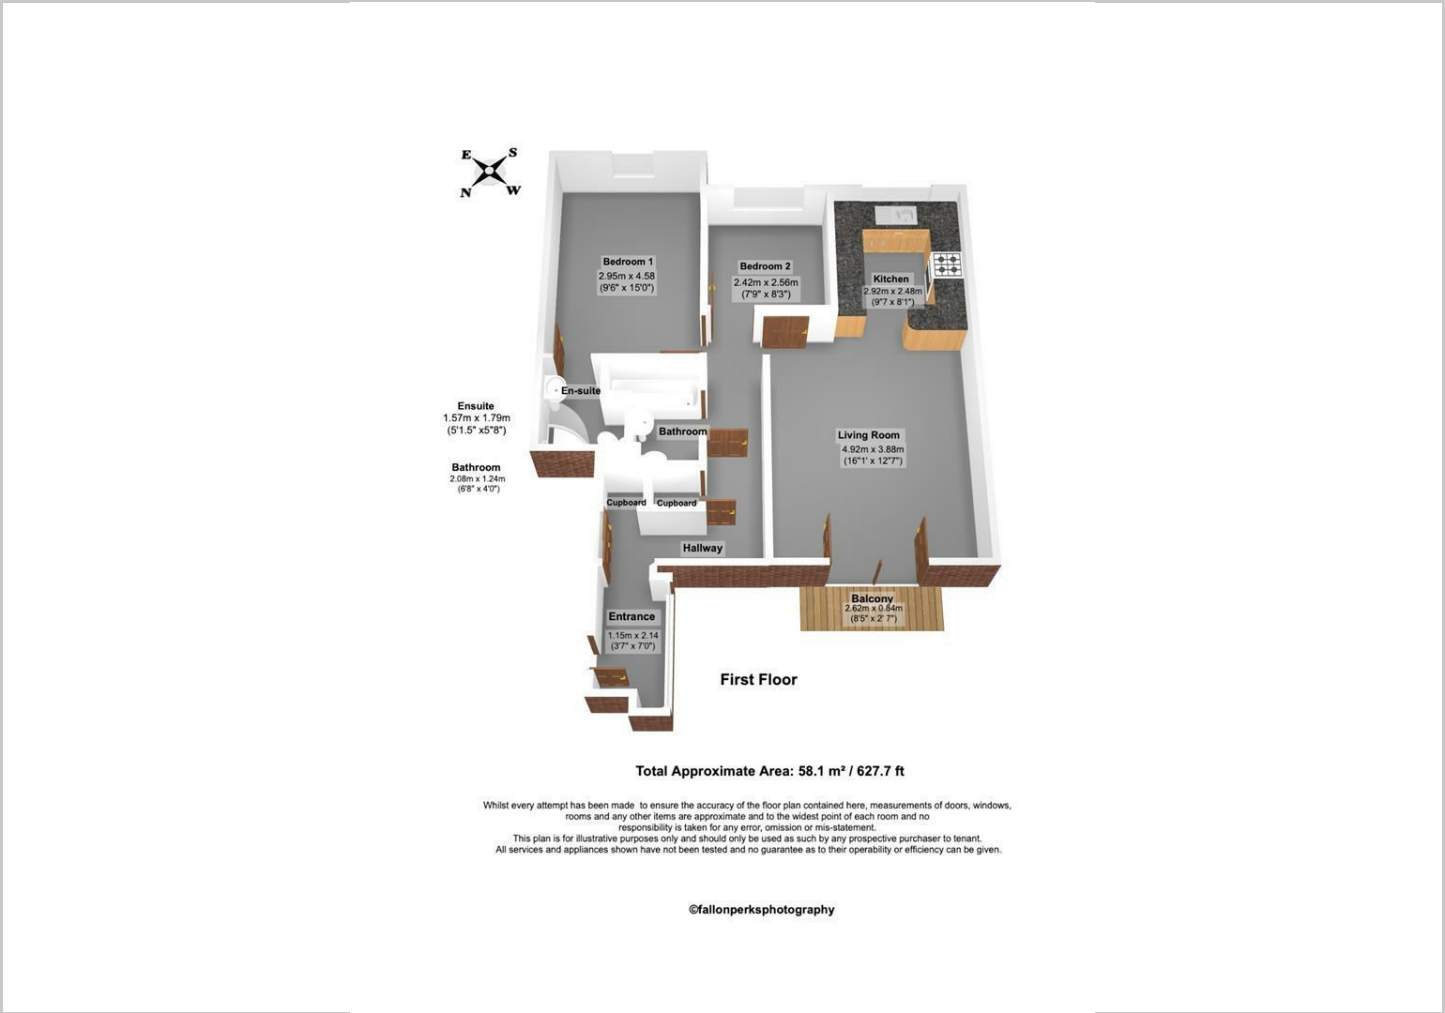 E S
N W
Bedroom 1
2.95m x 4.58
(9'6" x 15'0")
Bedroom 2
2.42m x 2.56m
(7'9" x 8'3")
Kitchen
2.92m x 2.48m
(9"7 x 8'1")
En-suite
Ensuite
1.57m x 1.79m
(5'1.5" x5"8")
Bathroom
Bathroom
2.08m x 1.24m
(6'8" x 4'0")
Living Room
4.92m x 3.88m
(16"1' x 12"7")
Cupboard Cupboard
Hallway
Entrance
1.15m x 2.14
(3'7" x 7'0")
Balcony
2.62m x 0.84m
(8'5" x 2' 7")
First Floor
Total Approximate Area: 58.1 m² / 627.7 ft
Whilst every attempt has been made to ensure the accuracy of the floor plan contained here, measurements of doors, windows,
rooms and any other items are approximate and to the widest point of each room and no
responsibility is taken for any error, omission or mis-statement.
This plan is for illustrative purposes only and should only be used as such by any prospective purchaser to tenant.
All services and appliances shown have not been tested and no guarantee as to their operability or efficiency can be given.
©fallonperksphotography